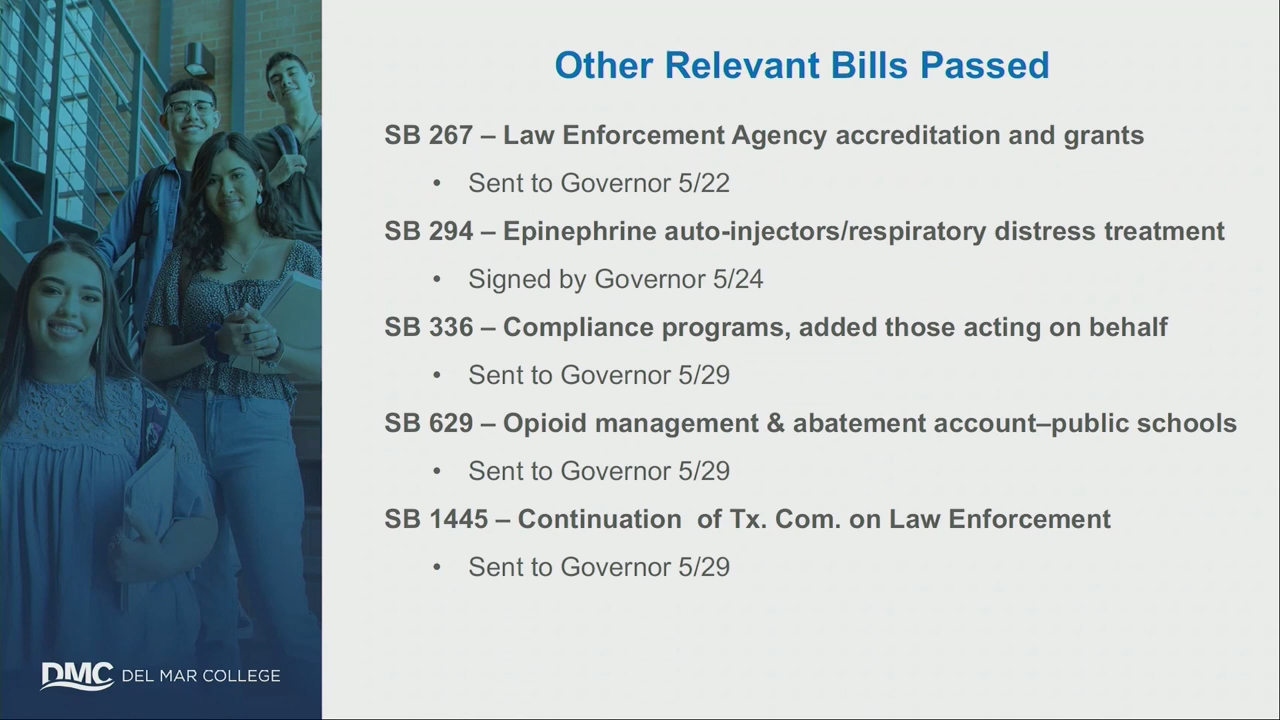 Other Relevant Bills Passed
SB 267 – Law Enforcement Agency accreditation and grants
• Sent to Governor 5/22
SB 294 – Epinephrine auto-injectors/respiratory distress treatment
• Signed by Governor 5/24
SB 336 – Compliance programs, added those acting on behalf
• Sent to Governor 5/29
SB 629 – Opioid management & abatement account–public schools
• Sent to Governor 5/29
SB 1445 – Continuation  of Tx. Com. on Law Enforcement
• Sent to Governor 5/29
DMC DEL MAR COLLEGE